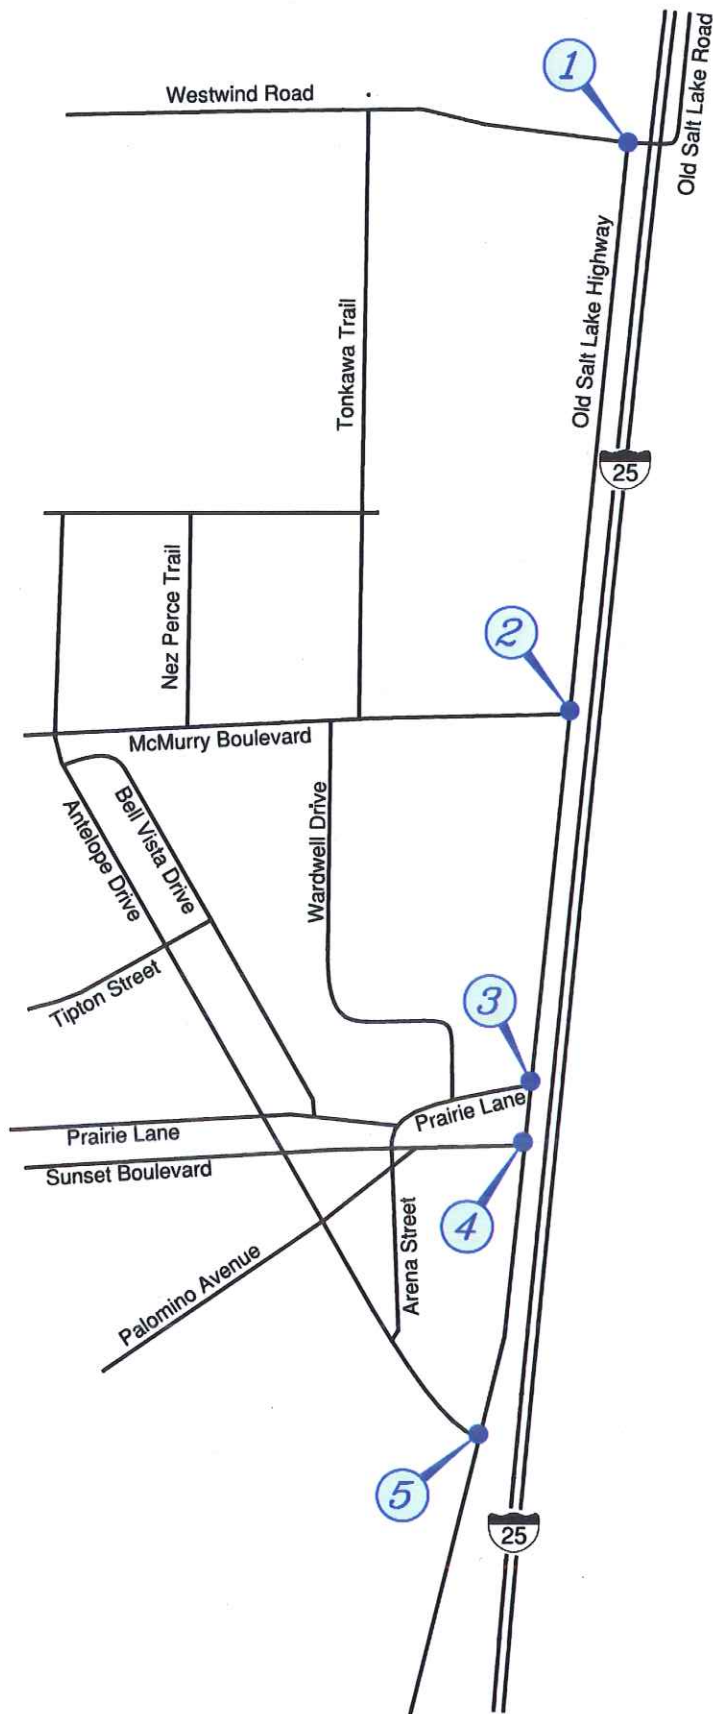 1
Westwind Road
Old Salt Lake Road
Old Salt Lake Highway
Tonkawa Trail
25
Nez Perce Trail
2
McMurry Boulevard
Bell Vista Drive
Antelope Drive
Wardwell Drive
Tipton Street
3
Prairie Lane
Prairie Lane
Sunset Boulevard
4
Arena Street
Palomino Avenue
5
25